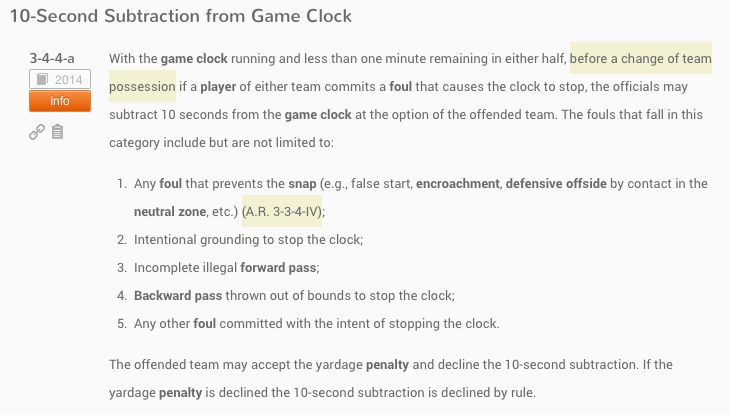 10-Second Subtraction from Game Clock
3-4-4-a
2014
Info
With the game clock running and less than one minute remaining in either half, before a change of team
possession if a player of either team commits a foul that causes the clock to stop, the officials may
subtract 10 seconds from the game clock at the option of the offended team. The fouls that fall in this
category include but are not limited to:
1. Any foul that prevents the snap (e.g., false start, encroachment, defensive offside by contact in the
neutral zone, etc.) (A.R. 3-3-4-IV);
2. Intentional grounding to stop the clock;
3. Incomplete illegal forward pass;
4. Backward pass thrown out of bounds to stop the clock;
5. Any other foul committed with the intent of stopping the clock.
The offended team may accept the yardage penalty and decline the 10-second subtraction. If the
yardage penalty is declined the 10-second subtraction is declined by rule.